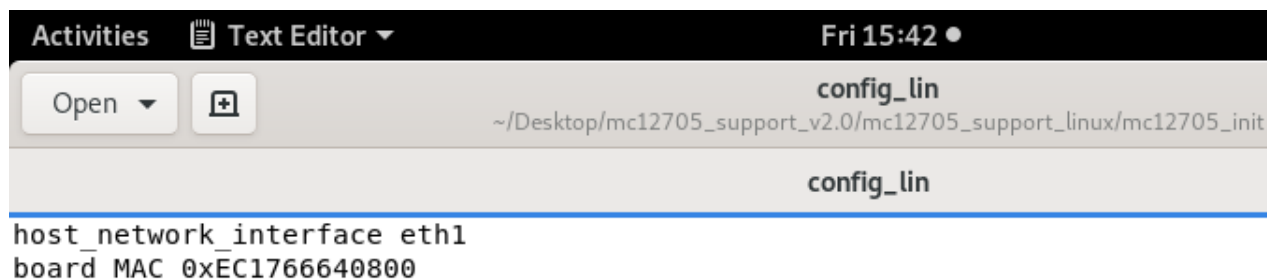 Activities Text Editor Fri 15:42
Open config_lin
~/Desktop/mc12705_support_v2.0/mc12705_support_linux/mc12705_init
config_lin
host_network_interface eth1
board MAC 0xEC1766640800